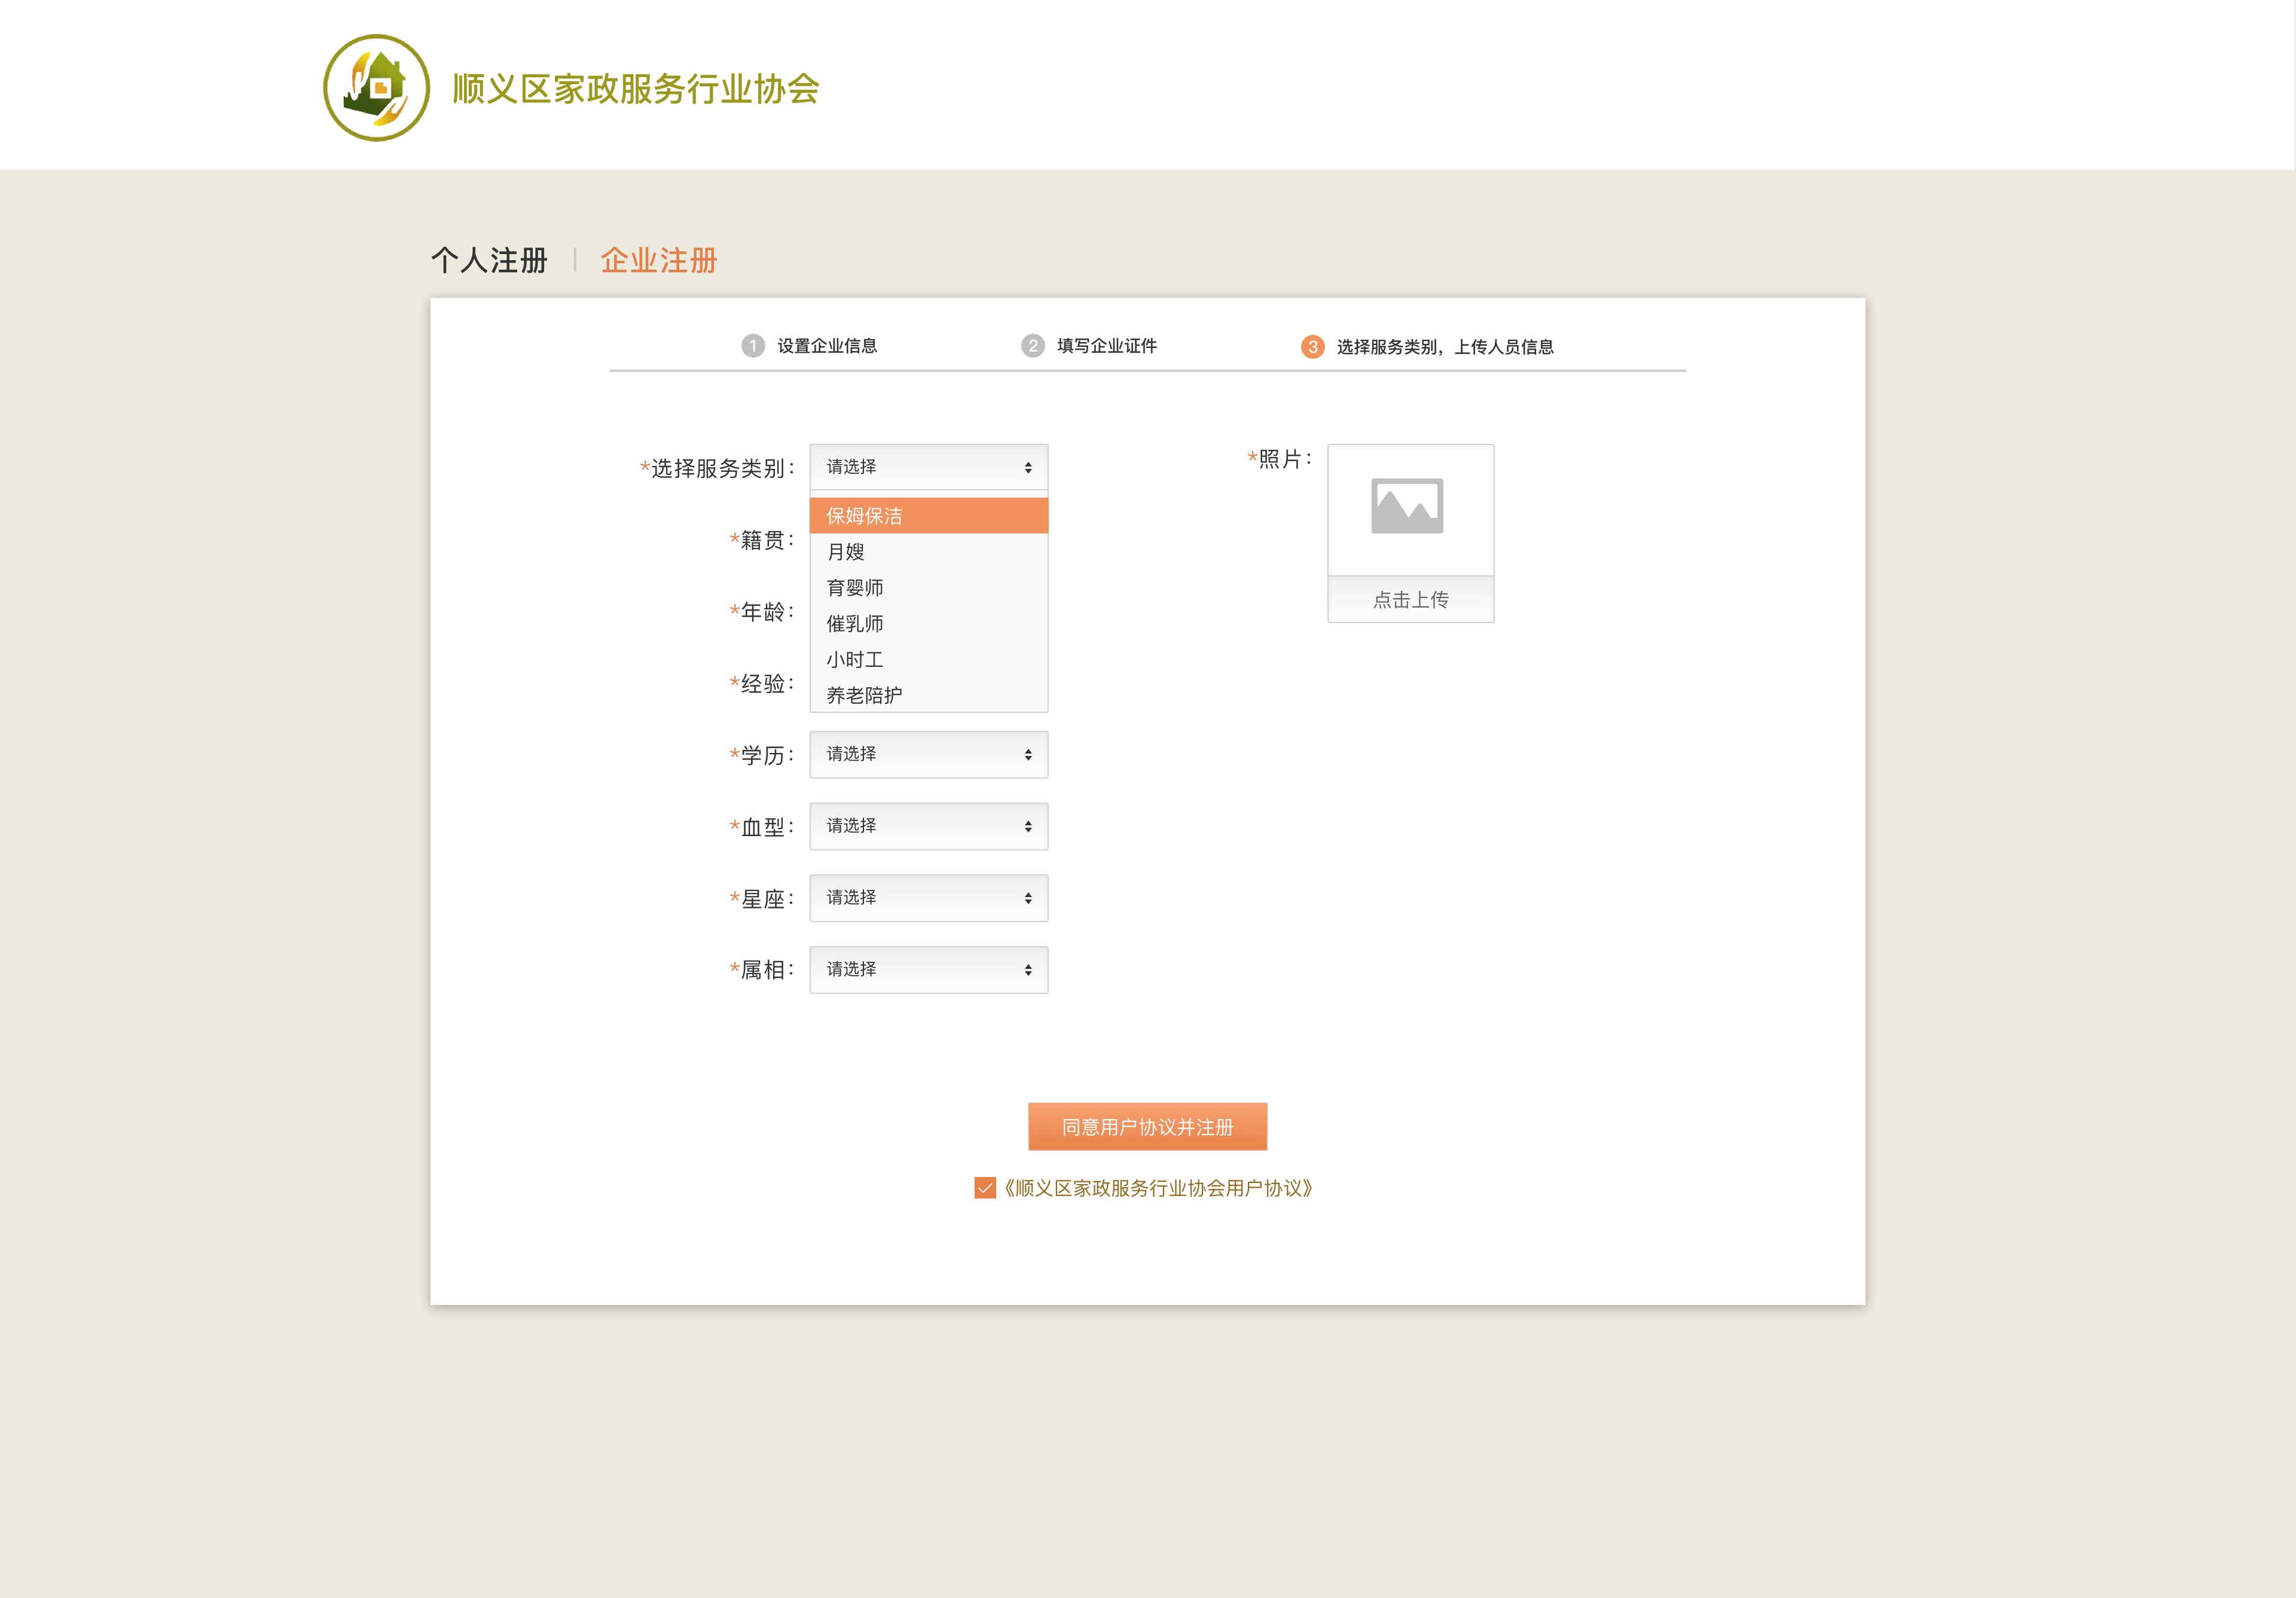 顺义区家政服务行业协会
个人注册 | 企业注册
1 设置企业信息 2 填写企业证件 3 选择服务类别，上传人员信息
*选择服务类别： 请选择 *照片：
保姆保洁
*籍贯：
月嫂
育婴师
点击上传
*年龄：
催乳师
小时工
*经验：
养老陪护
*学历： 请选择
*血型： 请选择
*星座： 请选择
*属相： 请选择
同意用户协议并注册
《顺义区家政服务行业协会用户协议》